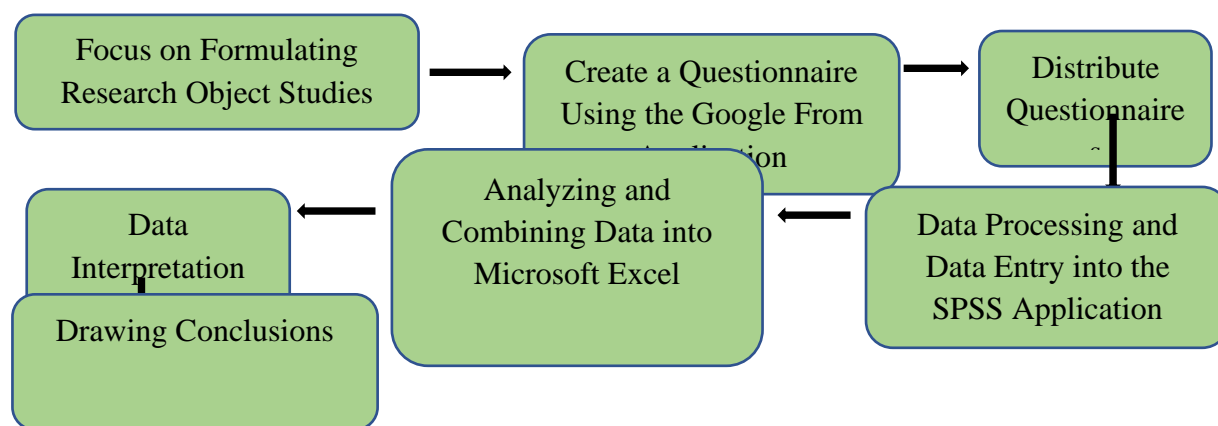 Focus on Formulating
Research Object Studies
Create a Questionnaire
Using the Google From
Distribute
Questionnaire
Data Processing and
Data Entry into the
SPSS Application
Analyzing and
Combining Data into
Microsoft Excel
Data
Interpretation
Drawing Conclusions